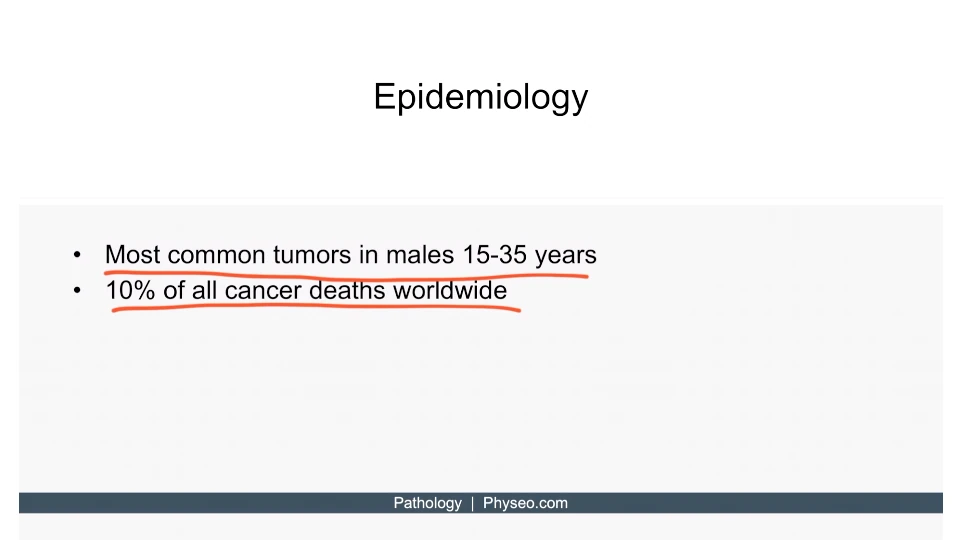 Epidemiology
• Most common tumors in males 15-35 years
• 10% of all cancer deaths worldwide
Pathology | Physeo.com